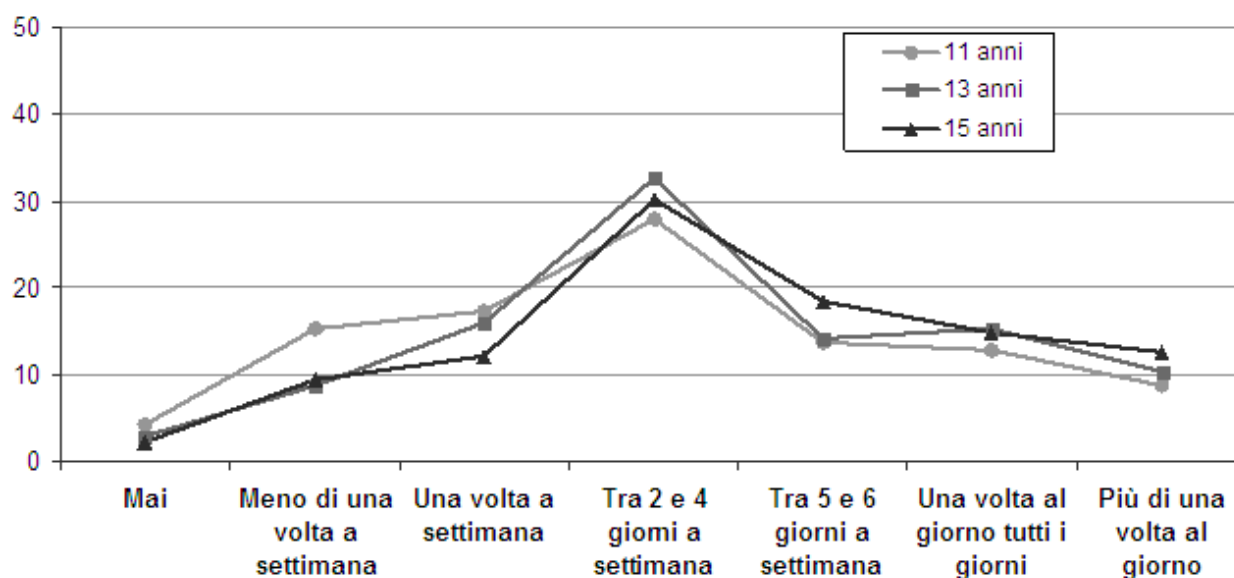 50
40
30
20
10
0
11 anni
13 anni
15 anni
Mai
Meno di una
volta a
settimana
Una volta a
settimana
Tra 2 e 4
giorni a
settimana
Tra 5 e 6
giorni a
settimana
Una volta al
giorno tutti i
giorni
Più di una
volta al
giorno